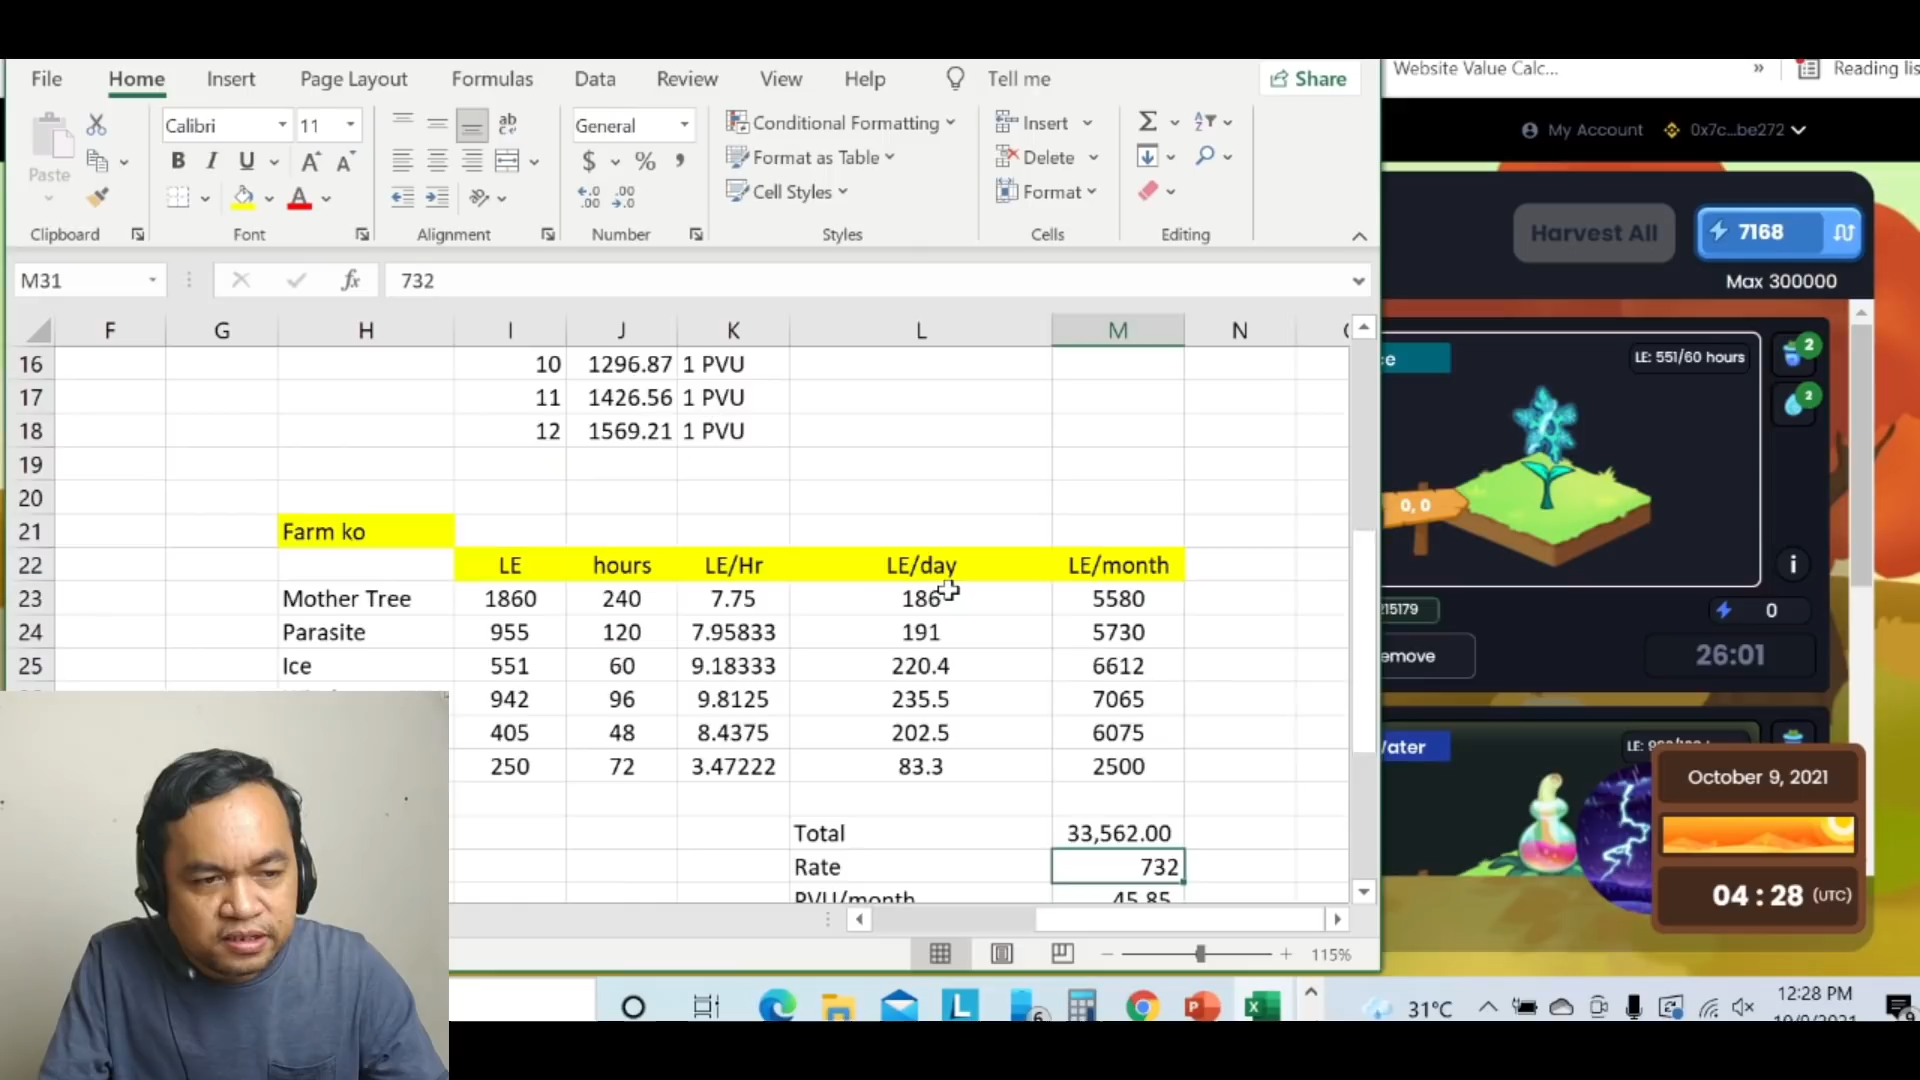 Website Value Calc...
»
Reading lis
File Home Insert Page Layout Formulas Data Review View Help Tell me Share
My Account 0x7c...be272
Calibri 11
General
Conditional Formatting
Format as Table
Cell Styles
Insert
Delete
Format
Paste
Clipboard Font Alignment Number Styles Cells Editing
Harvest All 7168
Max 300000
M31 fx 732
F G H I J K L M N
16 10 1296.87 1 PVU
17 11 1426.56 1 PVU
18 12 1569.21 1 PVU
19
20
21 Farm ko
22 LE hours LE/Hr LE/day LE/month
23 Mother Tree 1860 240 7.75 186 5580
24 Parasite 955 120 7.95833 191 5730
25 Ice 551 60 9.18333 220.4 6612
942 96 9.8125 235.5 7065
405 48 8.4375 202.5 6075
250 72 3.47222 83.3 2500
Total 33,562.00
Rate 732
PVU/month 45.85
115%
LE: 551/60 hours
2
2
0, 0
i
215179
0
emove
26:01
ater
October 9, 2021
04 : 28 (UTC)
31°C
12:28 PM